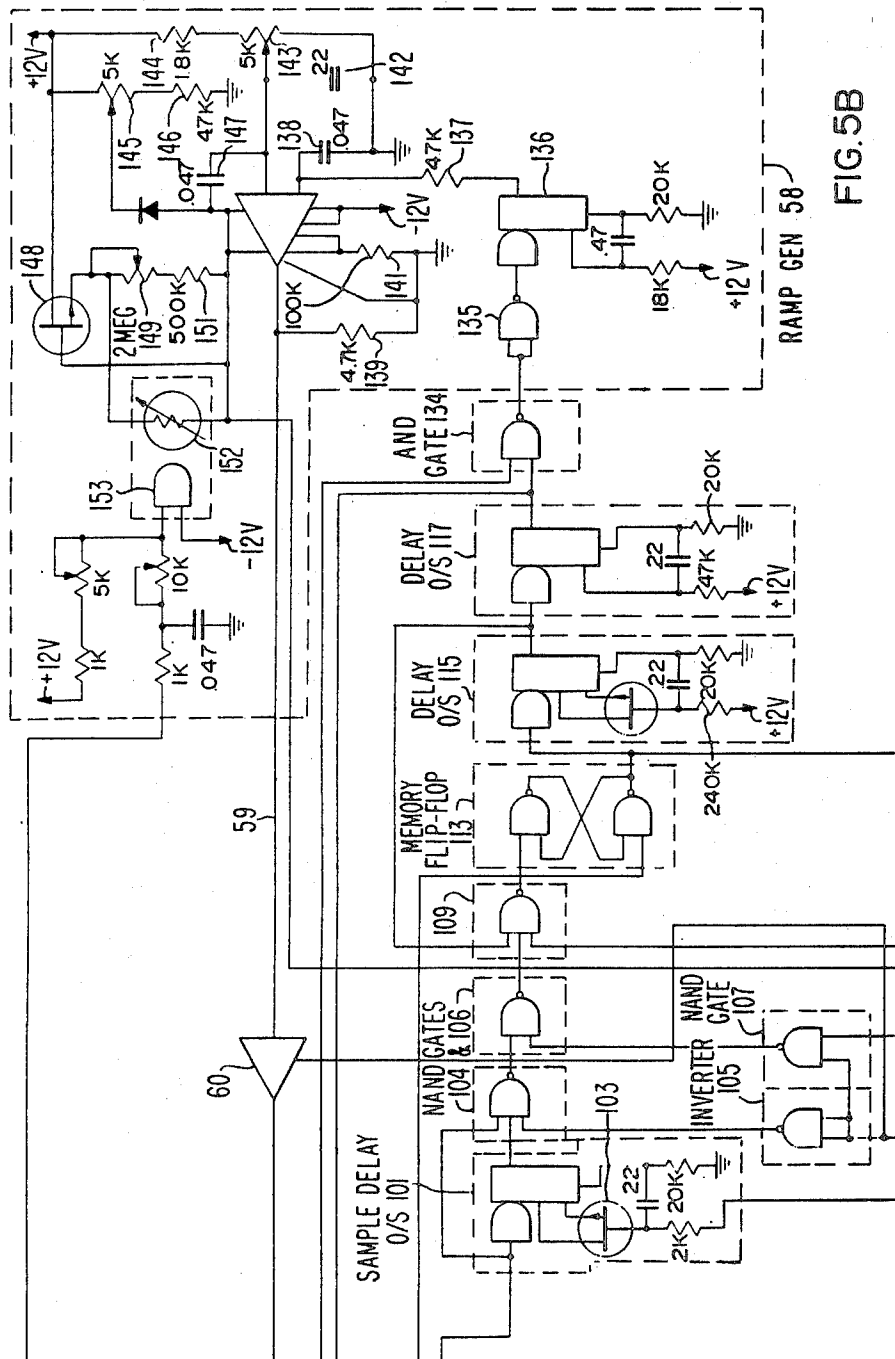 FIG.5B
RAMP GEN 58
+12V
144
1.8K
5K
143
22
142
5K
145
146
47K
147
.047
138
.047
-12V
148
2 MEG
149
500K
151
100K
141
4.7K
139
47K
137
136
.47
20K
18K
+12V
135
152
153
-12V
+12V
1K
5K
10K
1K
.047
AND
GATE 134
DELAY
O/S 117
22
20K
47K
+12V
DELAY
O/S 115
22
20K
240K
+12V
MEMORY
FLIP-FLOP
113
59
109
60
NAND GATES
104 & 106
NAND
GATE
107
INVERTER
105
SAMPLE DELAY
O/S 101
103
22
20K
2K